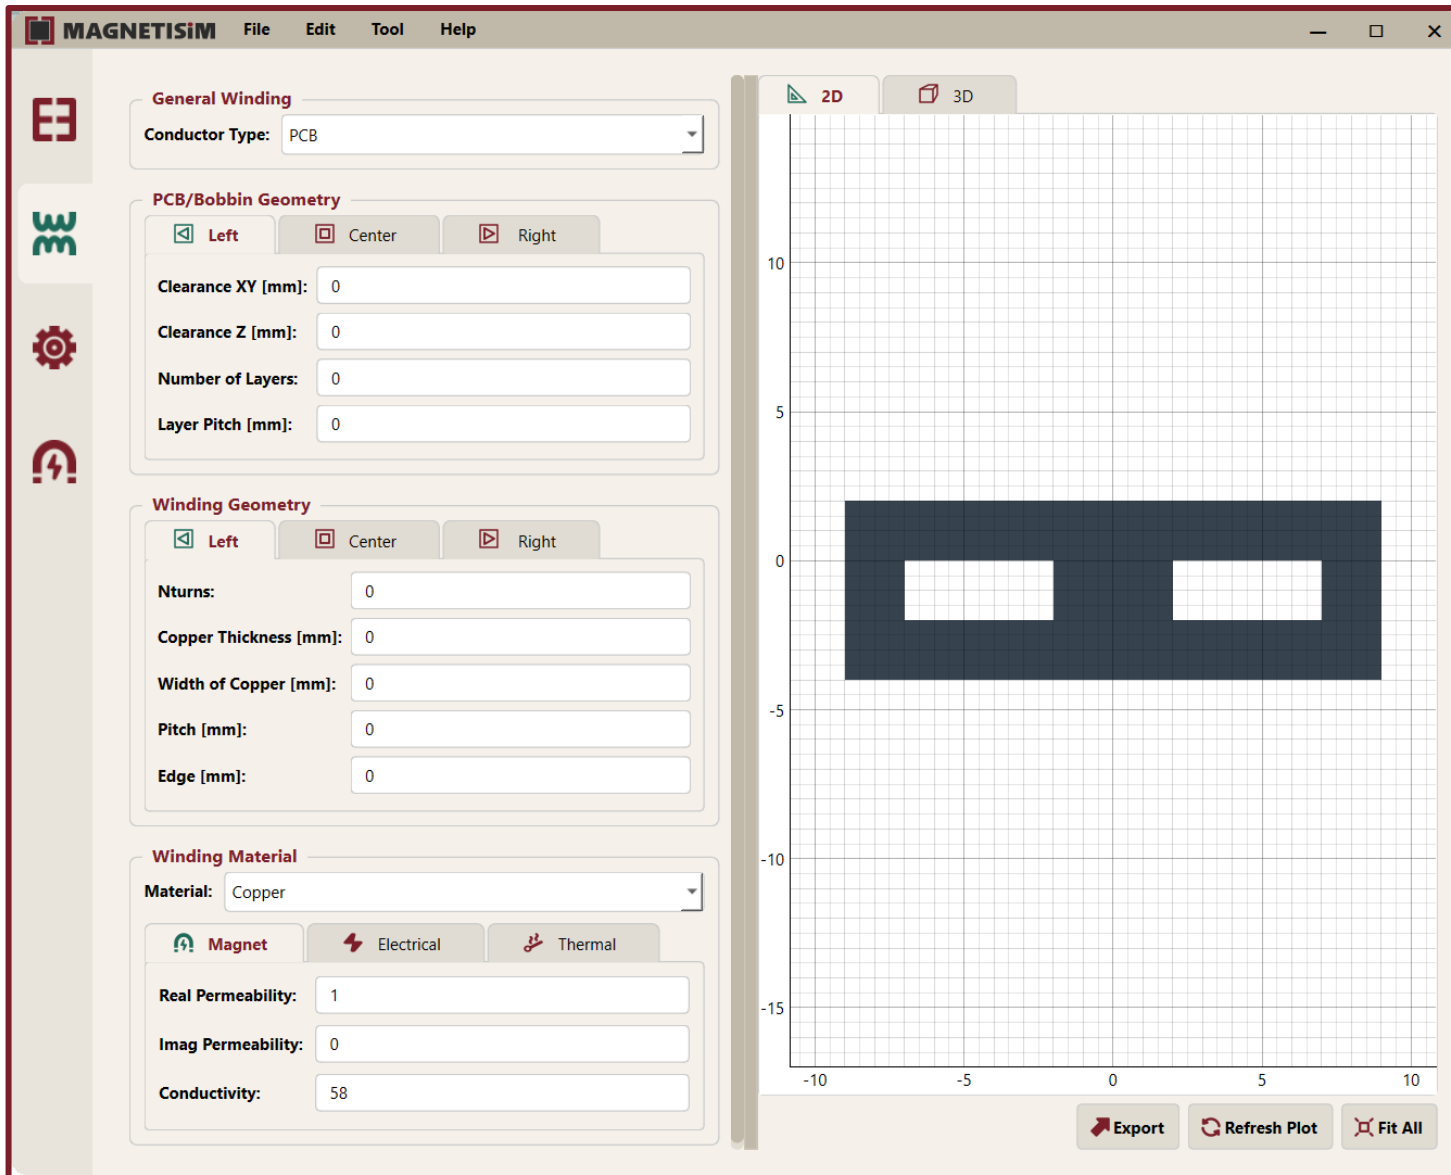 MAGNETISiM File Edit Tool Help
General Winding
Conductor Type: PCB
PCB/Bobbin Geometry
Left Center Right
Clearance XY [mm]: 0
Clearance Z [mm]: 0
Number of Layers: 0
Layer Pitch [mm]: 0
Winding Geometry
Left Center Right
Nturns: 0
Copper Thickness [mm]: 0
Width of Copper [mm]: 0
Pitch [mm]: 0
Edge [mm]: 0
Winding Material
Material: Copper
Magnet Electrical Thermal
Real Permeability: 1
Imag Permeability: 0
Conductivity: 58
2D 3D
10
5
0
-5
-10
-15
-10 -5 0 5 10
Export Refresh Plot Fit All